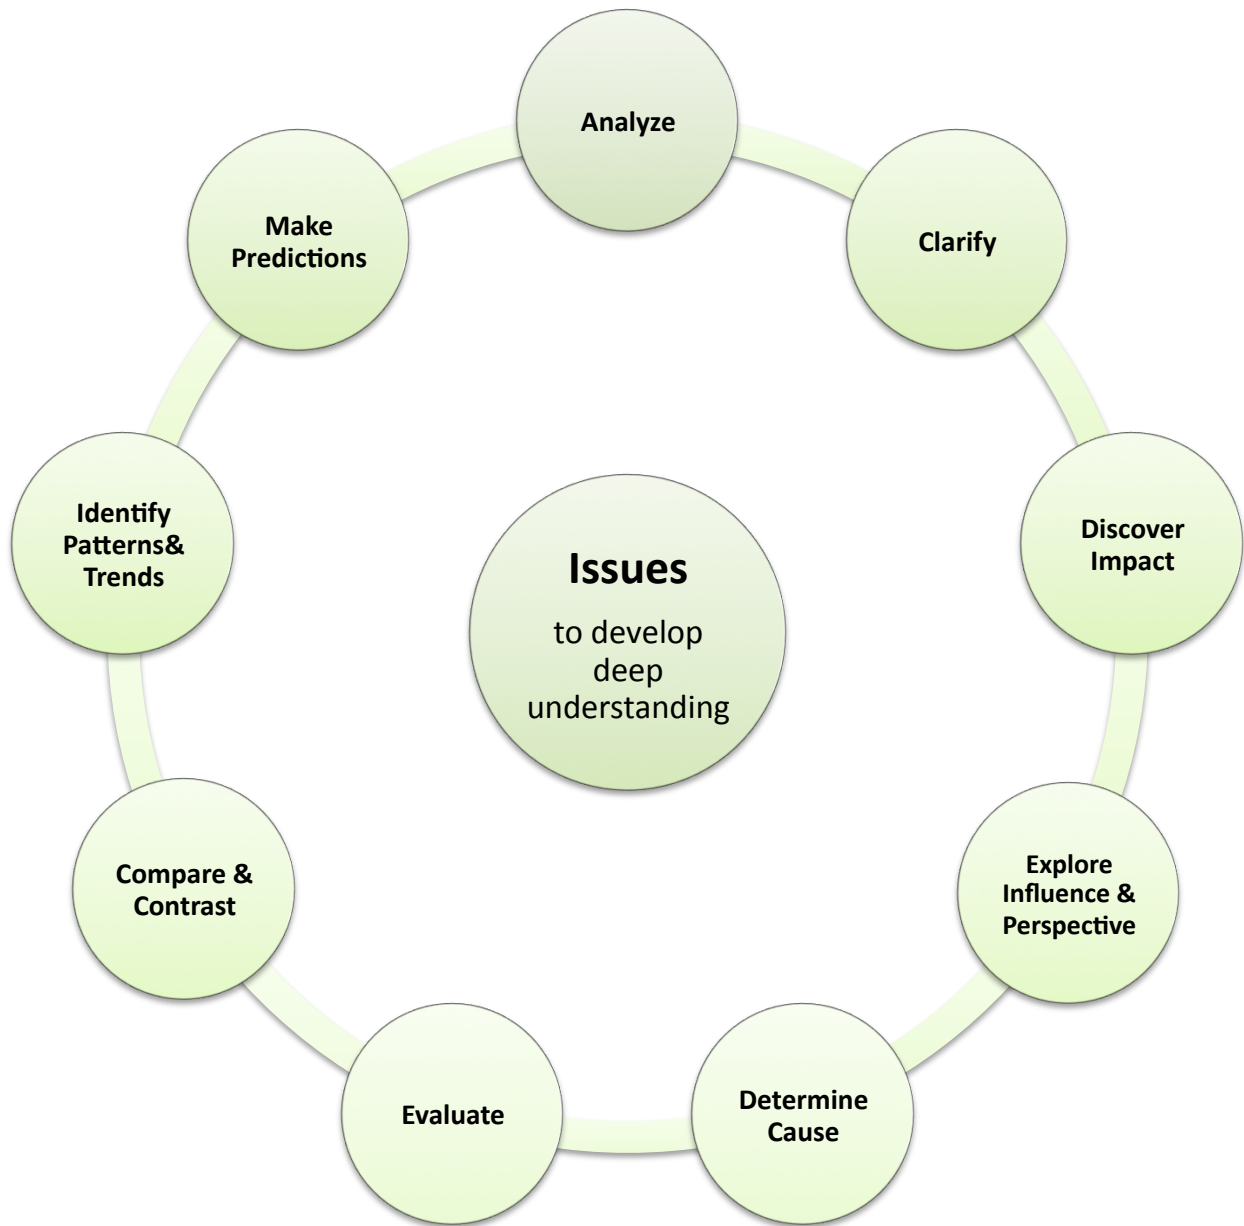 Analyze
Clarify
Discover
Impact
Explore
Influence &
Perspective
Determine
Cause
Evaluate
Compare &
Contrast
Identify
Patterns&
Trends
Make
Predictions
Issues
to develop
deep
understanding